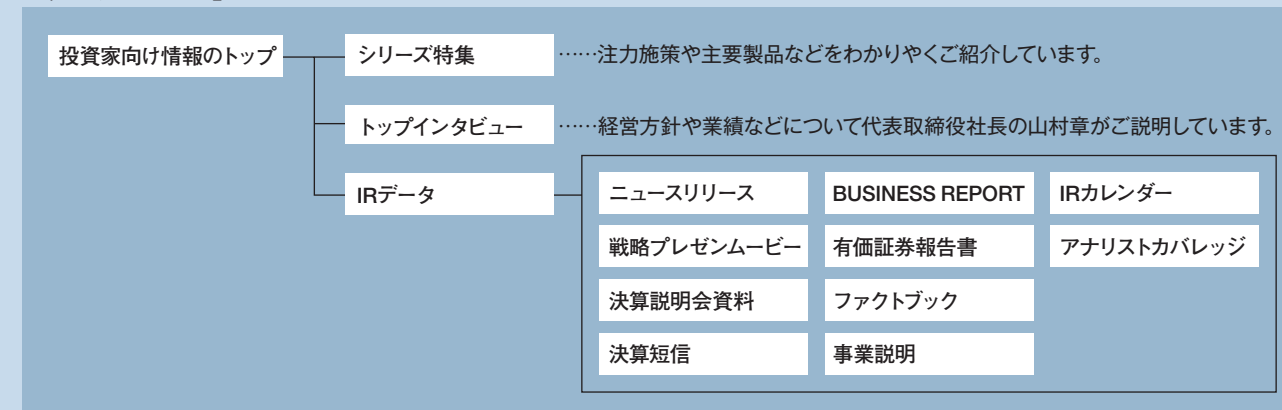 投資家向け情報のトップ
シリーズ特集 ……注力施策や主要製品などをわかりやすくご紹介しています。
トップインタビュー ……経営方針や業績などについて代表取締役社長の山村章がご説明しています。
IRデータ
ニュースリリース BUSINESS REPORT IRカレンダー
戦略プレゼンムービー 有価証券報告書 アナリストカバレッジ
決算説明会資料 ファクトブック
決算短信 事業説明